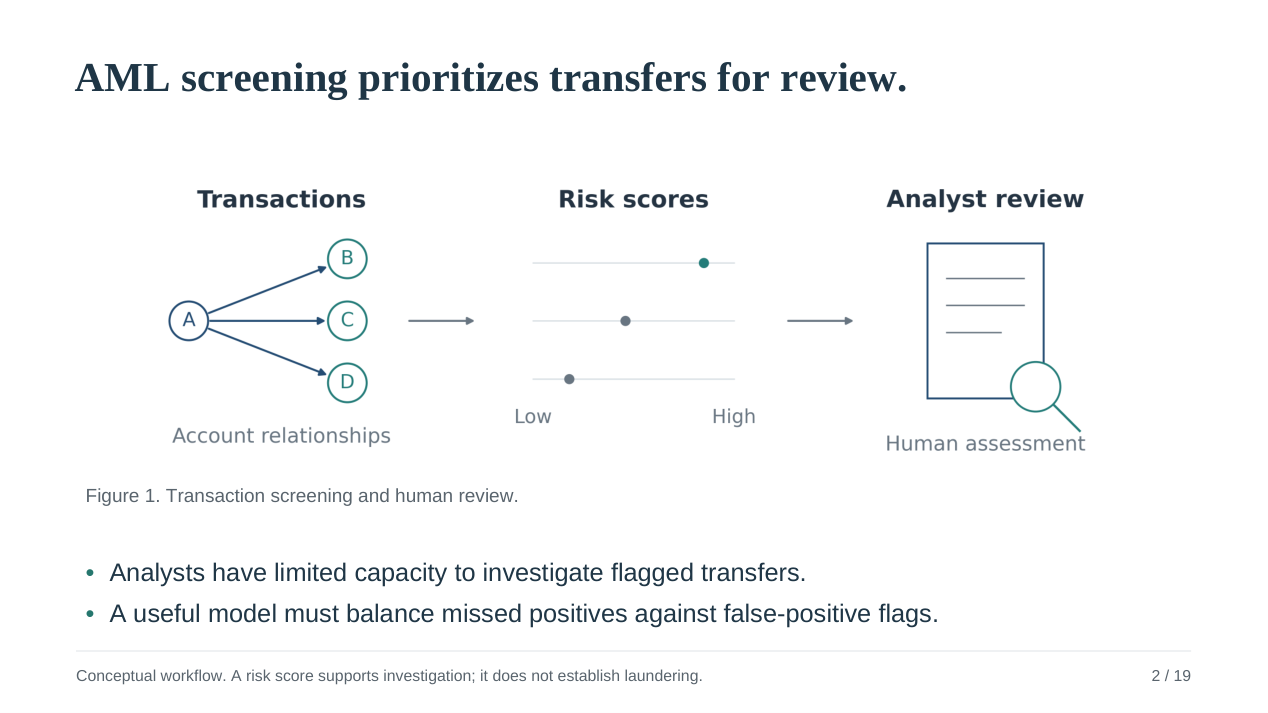 AML screening prioritizes transfers for review.
Transactions
Risk scores
Analyst review
A
B
C
D
Account relationships
Low
High
Human assessment
Figure 1. Transaction screening and human review.
• Analysts have limited capacity to investigate flagged transfers.
• A useful model must balance missed positives against false-positive flags.
Conceptual workflow. A risk score supports investigation; it does not establish laundering.
2 / 19